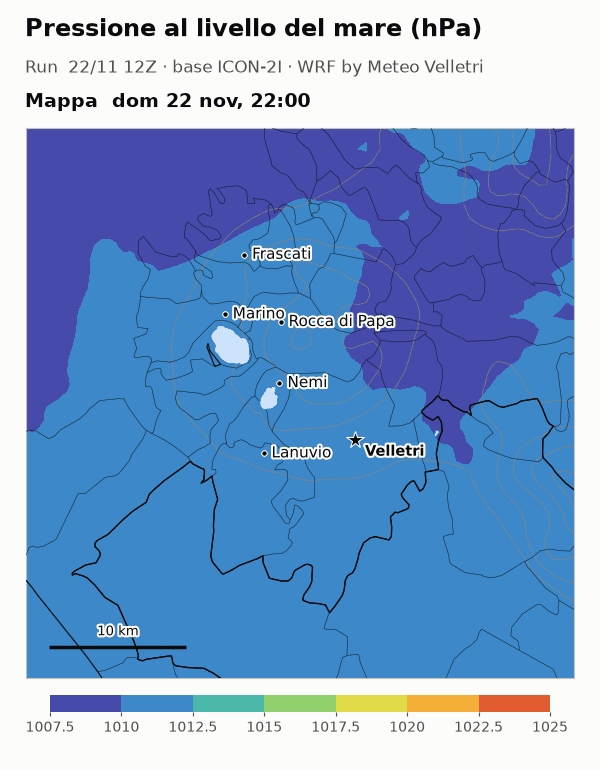 Pressione al livello del mare (hPa)
Run  22/11 12Z · base ICON-2I · WRF by Meteo Velletri
Mappa  dom 22 nov, 22:00
Frascati
Marino
Rocca di Papa
Nemi
Velletri
Lanuvio
10 km
1007.5 1010 1012.5 1015 1017.5 1020 1022.5 1025